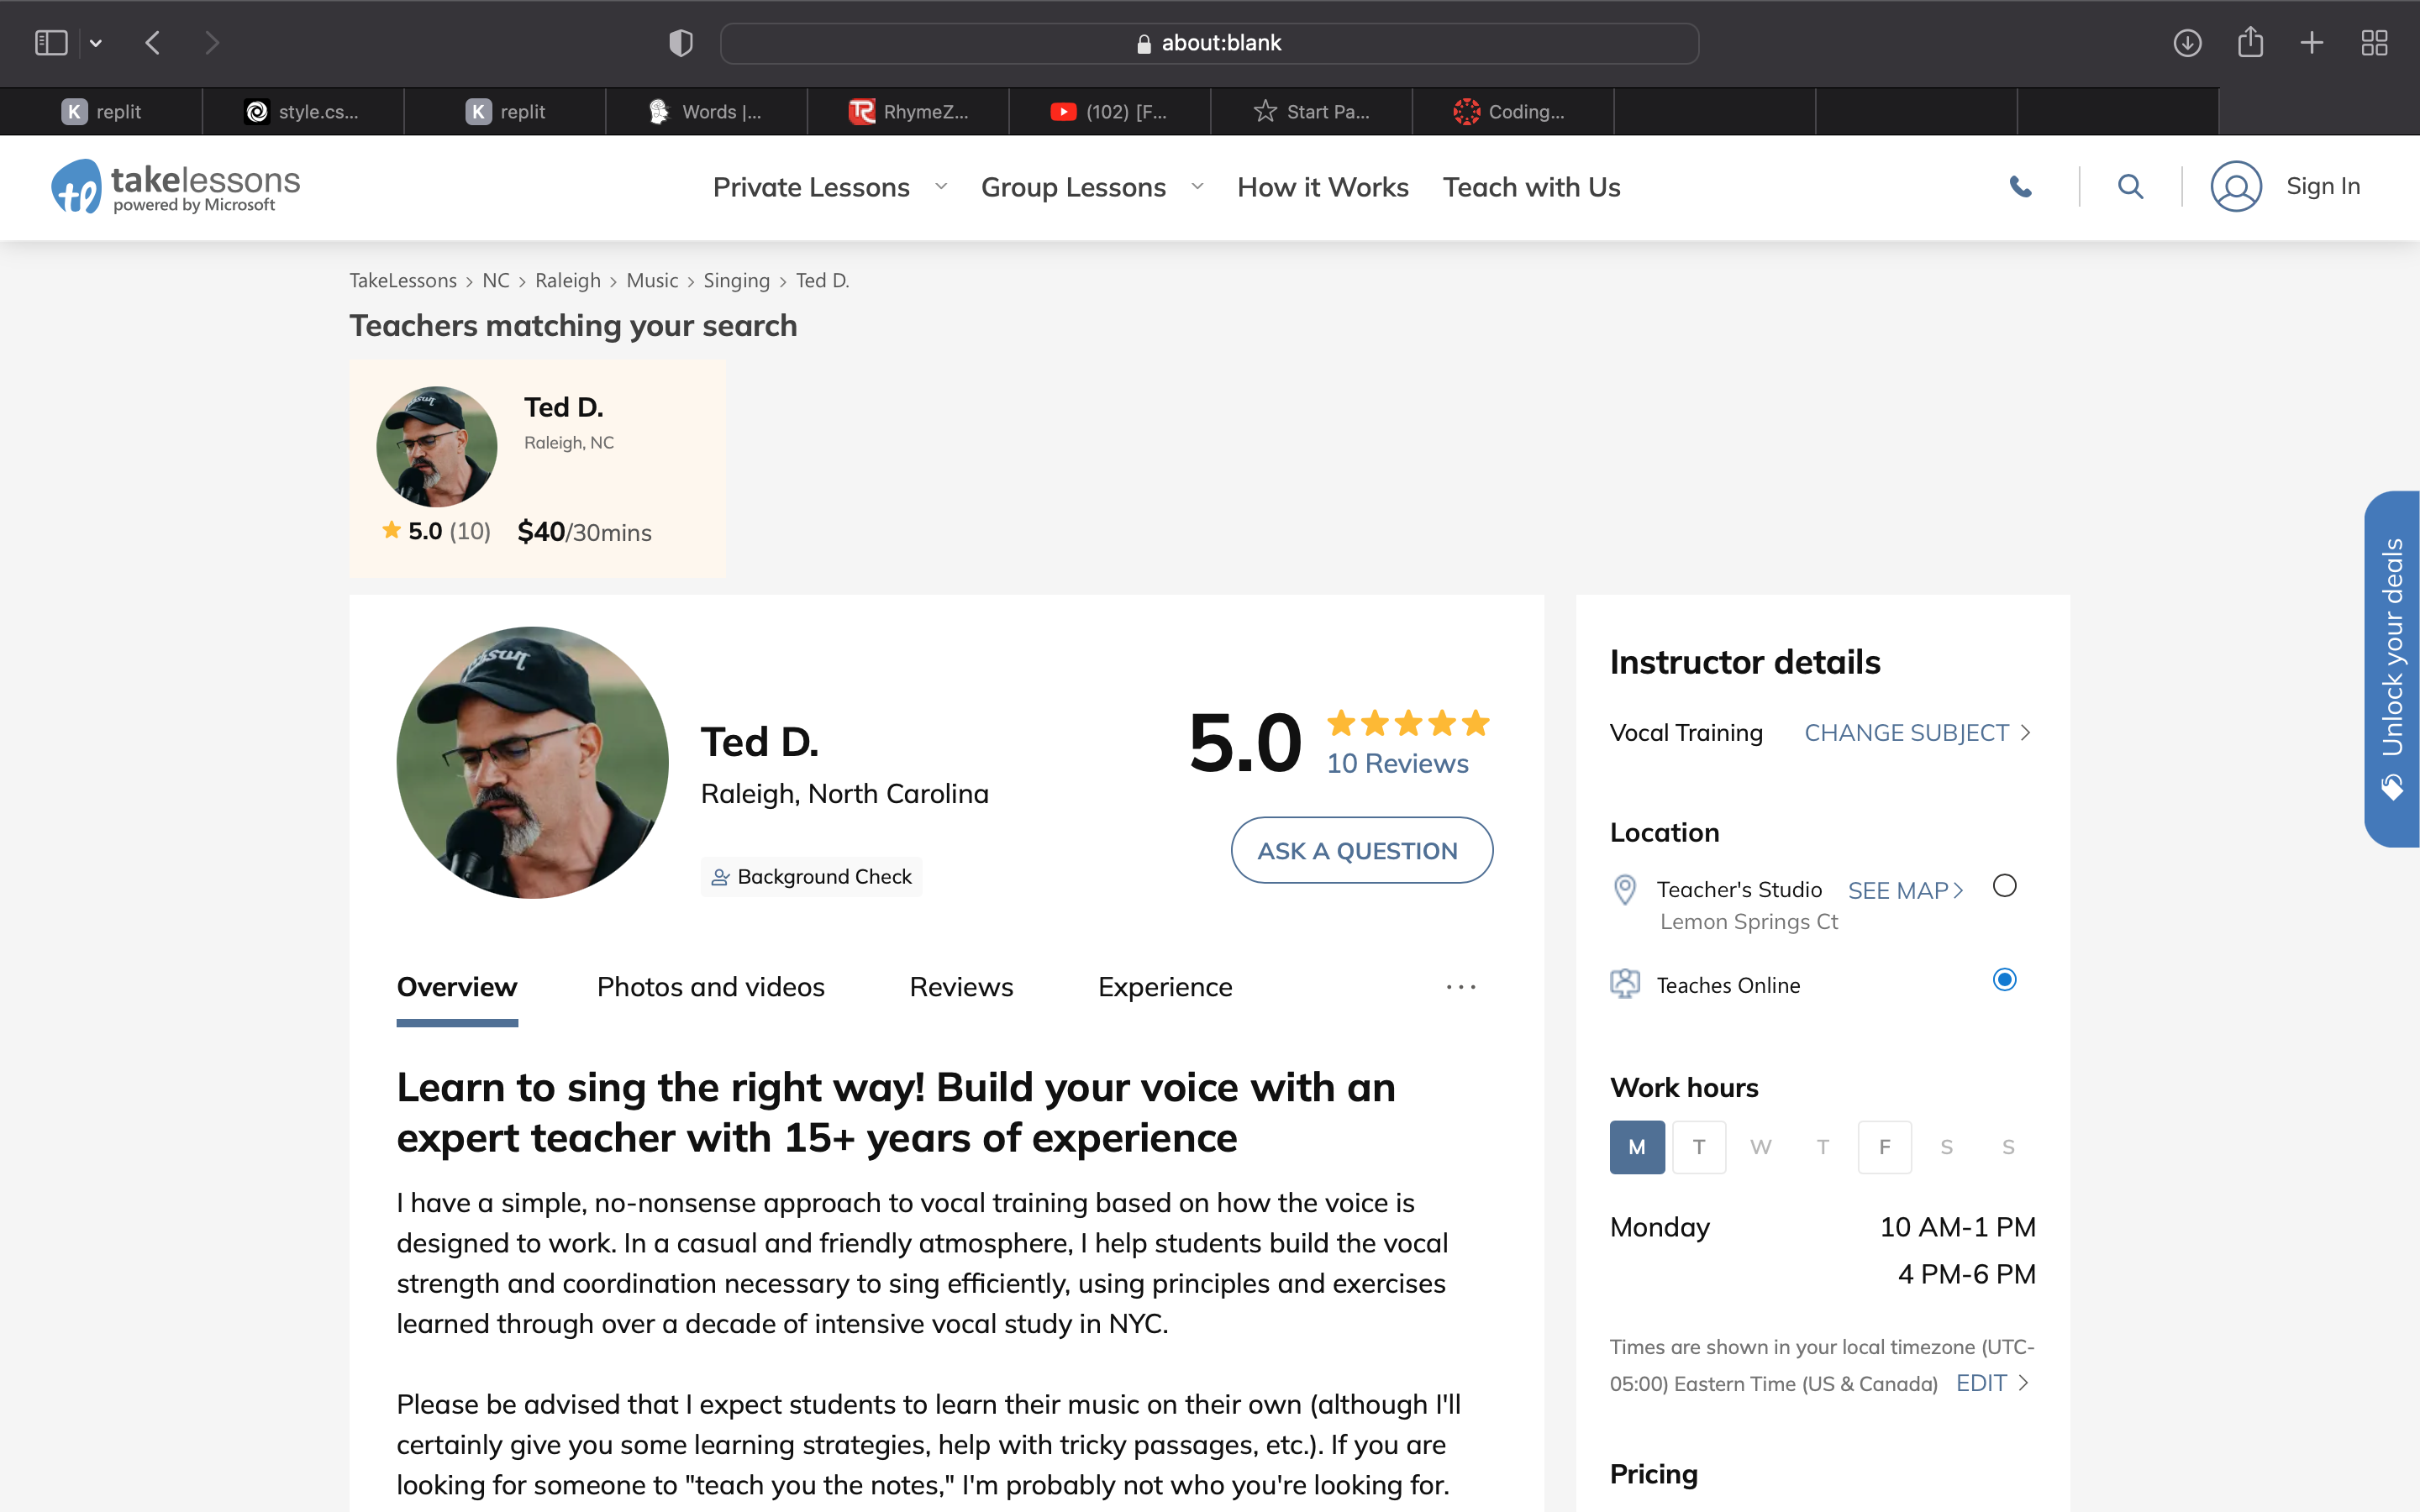 about:blank
replit
style.cs...
replit
Words |...
RhymeZ...
(102) [F...
Start Pa...
Coding...
takelessons
powered by Microsoft
Private Lessons
Group Lessons
How it Works
Teach with Us
Sign In
TakeLessons > NC > Raleigh > Music > Singing > Ted D.
Teachers matching your search
Ted D.
Raleigh, NC
5.0 (10) $40/30mins
Unlock your deals
Ted D.
Raleigh, North Carolina
Background Check
5.0
10 Reviews
ASK A QUESTION
Overview
Photos and videos
Reviews
Experience
...
Learn to sing the right way! Build your voice with an
expert teacher with 15+ years of experience
I have a simple, no-nonsense approach to vocal training based on how the voice is
designed to work. In a casual and friendly atmosphere, I help students build the vocal
strength and coordination necessary to sing efficiently, using principles and exercises
learned through over a decade of intensive vocal study in NYC.
Please be advised that I expect students to learn their music on their own (although I'll
certainly give you some learning strategies, help with tricky passages, etc.). If you are
looking for someone to "teach you the notes," I'm probably not who you're looking for.
Instructor details
Vocal Training CHANGE SUBJECT >
Location
Teacher's Studio SEE MAP >
Lemon Springs Ct
Teaches Online
Work hours
M T W T F S S
Monday 10 AM-1 PM
4 PM-6 PM
Times are shown in your local timezone (UTC-
05:00) Eastern Time (US & Canada) EDIT >
Pricing